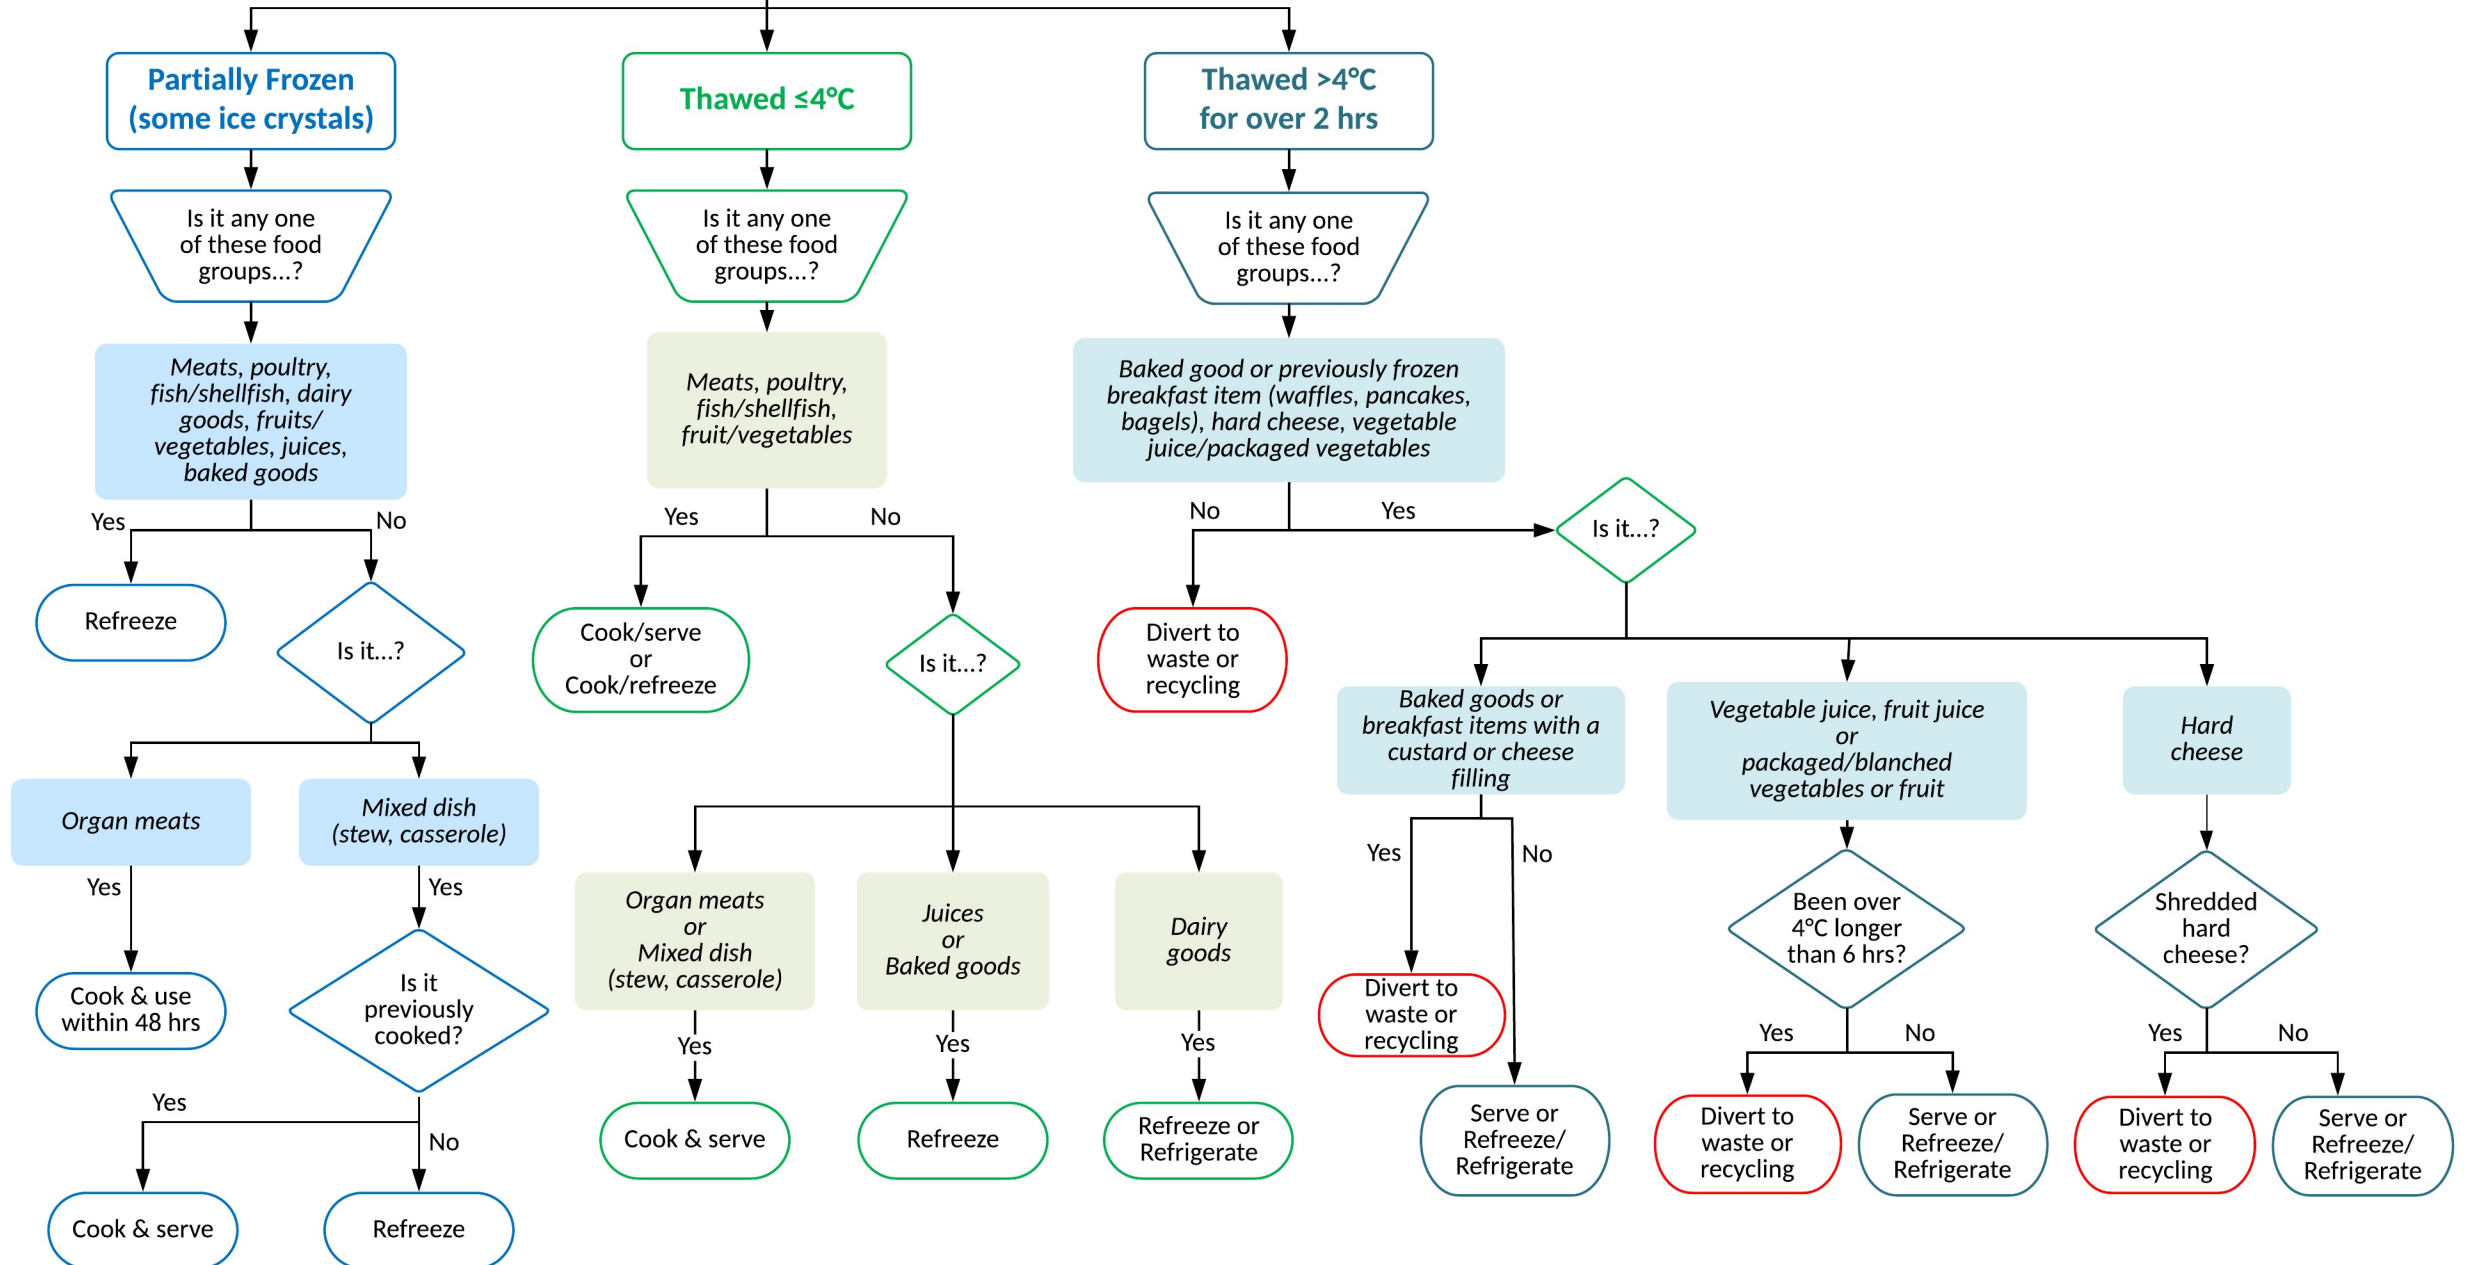 Partially Frozen
(some ice crystals)
Thawed ≤4°C
Thawed >4°C
for over 2 hrs
Is it any one
of these food
groups...?
Is it any one
of these food
groups...?
Is it any one
of these food
groups...?
Meats, poultry,
fish/shellfish, dairy
goods, fruits/
vegetables, juices,
baked goods
Meats, poultry,
fish/shellfish,
fruit/vegetables
Baked good or previously frozen
breakfast item (waffles, pancakes,
bagels), hard cheese, vegetable
juice/packaged vegetables
Yes
No
Yes
No
No
Yes
Is it...?
Refreeze
Is it...?
Cook/serve
or
Cook/refreeze
Is it...?
Divert to
waste or
recycling
Baked goods or
breakfast items with a
custard or cheese
filling
Vegetable juice, fruit juice
or
packaged/blanched
vegetables or fruit
Hard
cheese
Organ meats
Mixed dish
(stew, casserole)
Yes
Yes
Organ meats
or
Mixed dish
(stew, casserole)
Juices
or
Baked goods
Dairy
goods
Yes
No
Been over
4°C longer
than 6 hrs?
Shredded
hard
cheese?
Cook & use
within 48 hrs
Is it
previously
cooked?
Yes
Yes
Yes
Divert to
waste or
recycling
Yes
No
Yes
No
Yes
No
Cook & serve
Refreeze
Refreeze or
Refrigerate
Serve or
Refreeze/
Refrigerate
Divert to
waste or
recycling
Serve or
Refreeze/
Refrigerate
Divert to
waste or
recycling
Serve or
Refreeze/
Refrigerate
Cook & serve
Refreeze